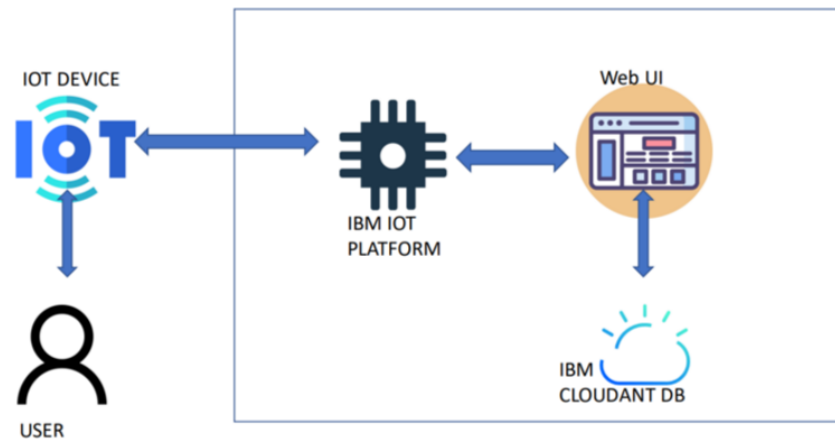 IOT DEVICE
IOT
Web UI
IBM IOT
PLATFORM
IBM
CLOUDANT DB
USER